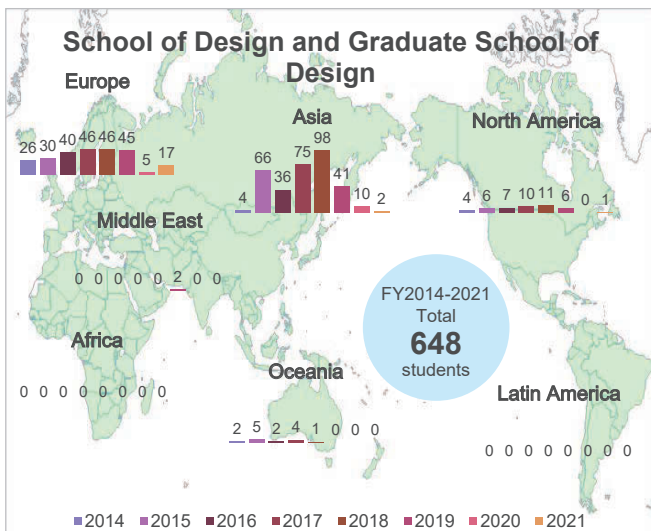 School of Design and Graduate School of
Design
Europe
26 30 40 46 46 45 5 17
Asia
4 66 36 75 98 41 10 2
North America
4 6 7 10 11 6 0 1
Middle East
0 0 0 0 0 2 0 0
FY2014-2021
Total
648
students
Africa
0 0 0 0 0 0 0 0
Oceania
2 5 2 4 1 0 0 0
Latin America
0 0 0 0 0 0 0 0
2014 2015 2016 2017 2018 2019 2020 2021